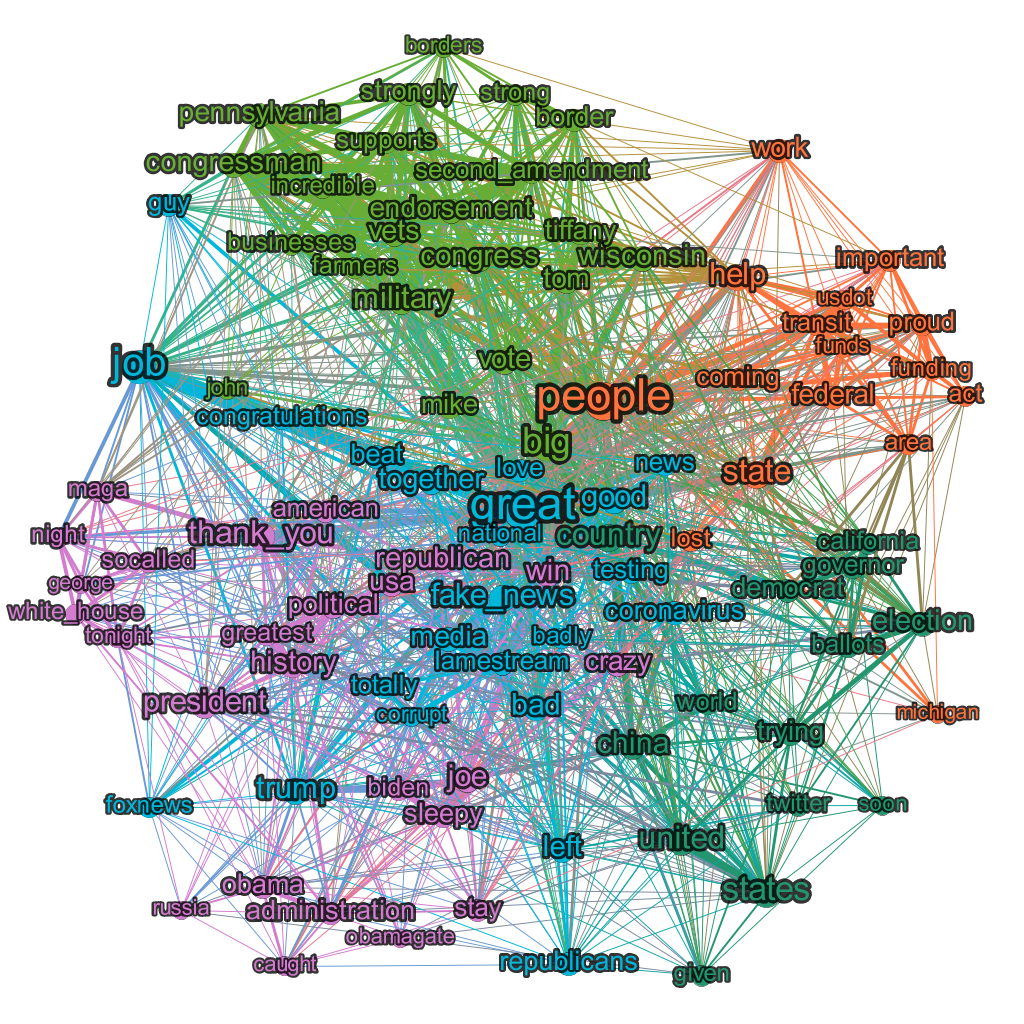 borders
strongly
strong
pennsylvania
border
supports
work
congressman
second_amendment
incredible
guy
endorsement
vets
tiffany
businesses
congress
wisconsin
important
farmers
tom
help
military
usdot
transit
proud
funds
vote
job
funding
coming
john
people
federal
act
mike
congratulations
big
area
beat
love
news
state
together
maga
great
good
american
night
thank_you
national
country
lost
california
socalled
republican
win
testing
governor
george
usa
democrat
fake_news
white_house
political
coronavirus
election
tonight
greatest
media
badly
ballots
history
lamestream
crazy
totally
president
bad
world
corrupt
michigan
trying
china
joe
trump
biden
foxnews
twitter
soon
sleepy
united
left
obama
states
russia
administration
stay
obamagate
caught
republicans
given